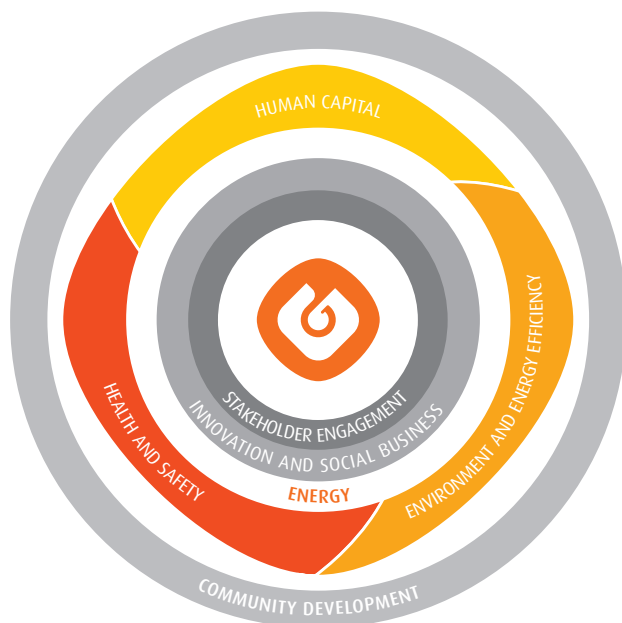 HUMAN CAPITAL
ENVIRONMENT AND ENERGY EFFICIENCY
HEALTH AND SAFETY
STAKEHOLDER ENGAGEMENT
INNOVATION AND SOCIAL BUSINESS
ENERGY
COMMUNITY DEVELOPMENT